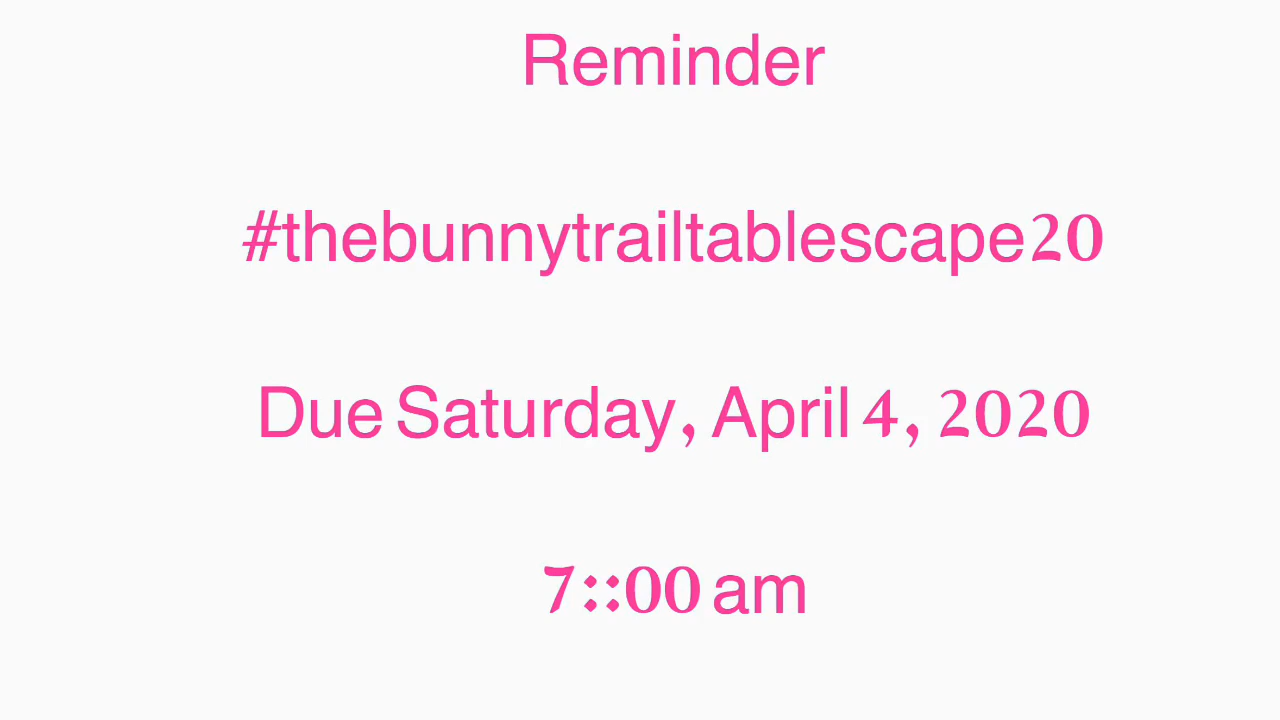 Reminder
#thebunnytrailtablescape20
Due Saturday, April 4, 2020
7::00 am